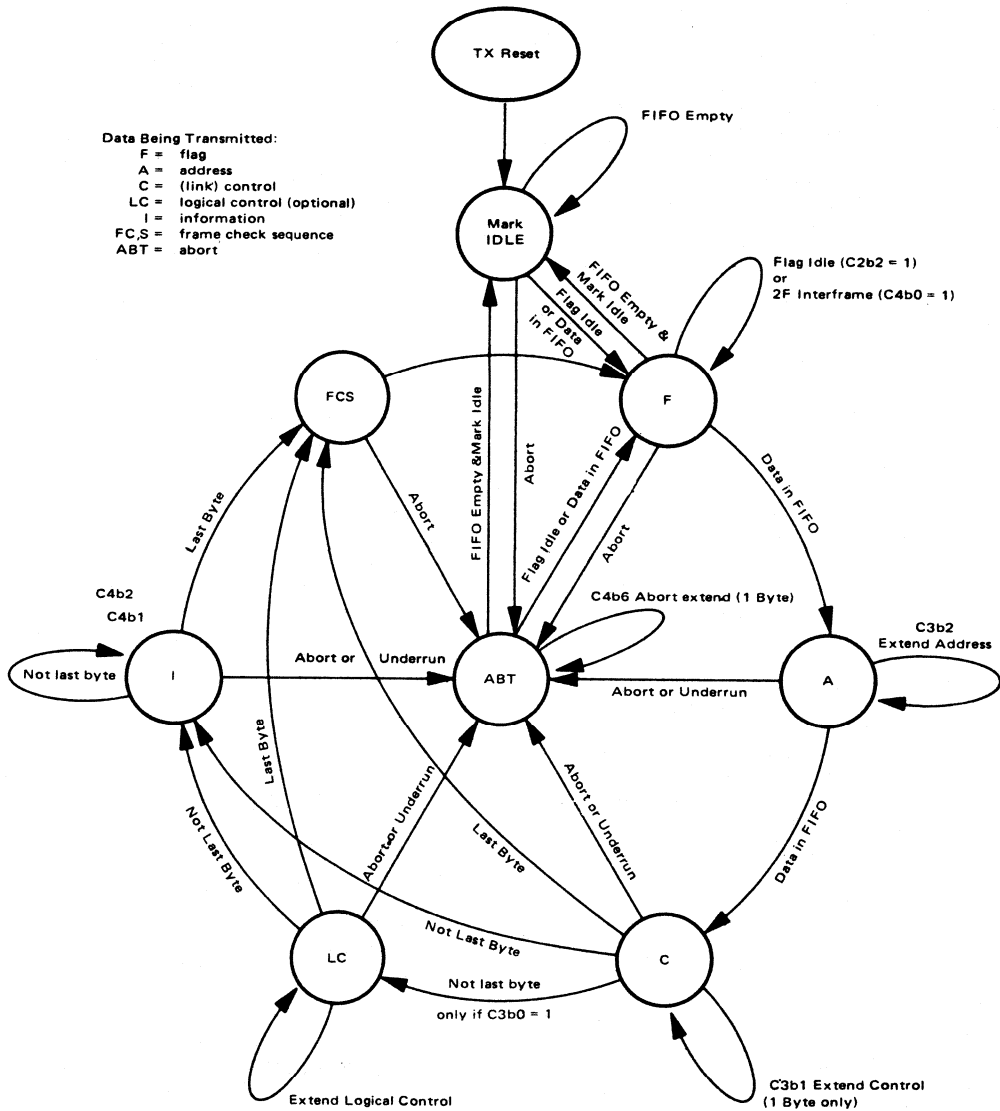 TX Reset
FIFO Empty
Data Being Transmitted:
F = flag
A = address
C = (link) control
LC = logical control (optional)
I = information
FC,S = frame check sequence
ABT = abort
Mark
IDLE
Flag Idle (C2b2 = 1)
or
2F Interframe (C4b0 = 1)
FIFO Empty &
Mark Idle
Flag Idle
or Data
in FIFO
FCS
F
FIFO Empty &Mark Idle
Abort
Abort
Flag Idle or Data in FIFO
Abort
Data in FIFO
Last Byte
C4b2
C4b1
C4b6 Abort extend (1 Byte)
C3b2
Extend Address
Not last byte
I
Abort or Underrun
ABT
Abort or Underrun
A
Last Byte
Abort or Underrun
Abort or Underrun
Not Last Byte
Last Byte
Data in FIFO
Not Last Byte
LC
C
Not last byte
only if C3b0 = 1
Extend Logical Control
C3b1 Extend Control
(1 Byte only)